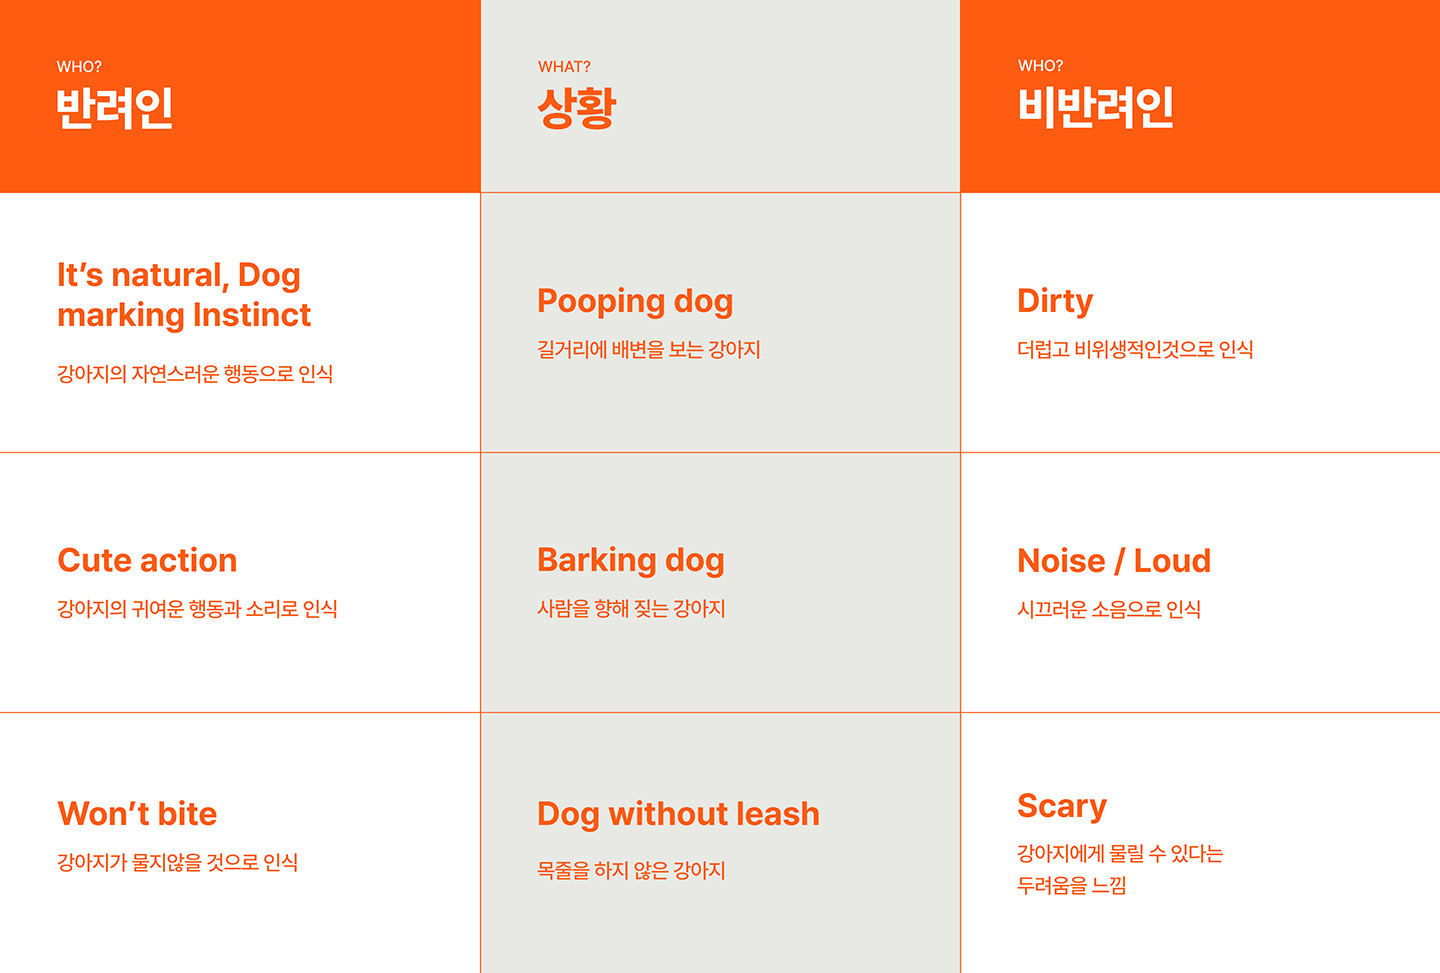 WHO?
반려인
WHAT?
상황
WHO?
비반려인
It’s natural, Dog
marking Instinct
강아지의 자연스러운 행동으로 인식
Pooping dog
길거리에 배변을 보는 강아지
Dirty
더럽고 비위생적인것으로 인식
Cute action
강아지의 귀여운 행동과 소리로 인식
Barking dog
사람을 향해 짖는 강아지
Noise / Loud
시끄러운 소음으로 인식
Won’t bite
강아지가 물지않을 것으로 인식
Dog without leash
목줄을 하지 않은 강아지
Scary
강아지에게 물릴 수 있다는
두려움을 느낌